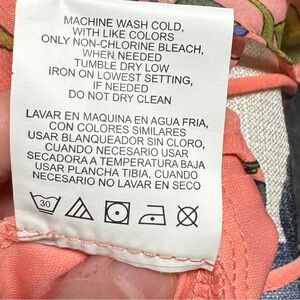 MACHINE WASH COLD,
WITH LIKE COLORS
ONLY NON-CHLORINE BLEACH,
WHEN NEEDED
TUMBLE DRY LOW
IRON ON LOWEST SETTING,
IF NEEDED
DO NOT DRY CLEAN
LAVAR EN MAQUINA EN AGUA FRIA,
CON COLORES SIMILARES
USAR BLANQUEADOR SIN CLORO,
CUANDO NECESARIO USAR
SECADORA A TEMPERATURA BAJA
USAR PLANCHA TIBIA, CUANDO
NECESARIO NO LAVAR EN SECO
30